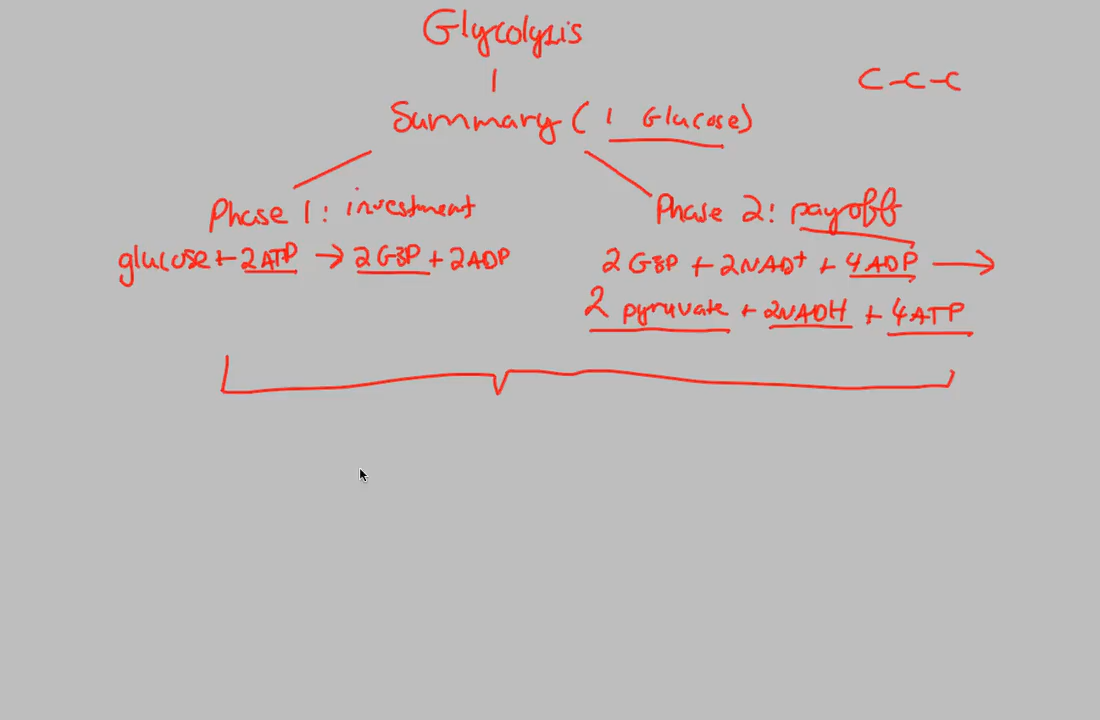 Glycolysis
C-C-C
Summary (1 Glucose)
Phase 1: investment
glucose + 2ATP → 2G3P + 2ADP
Phase 2: payoff
2G3P + 2NAD+ + 4ADP →
2 pyruvate + 2NADH + 4ATP